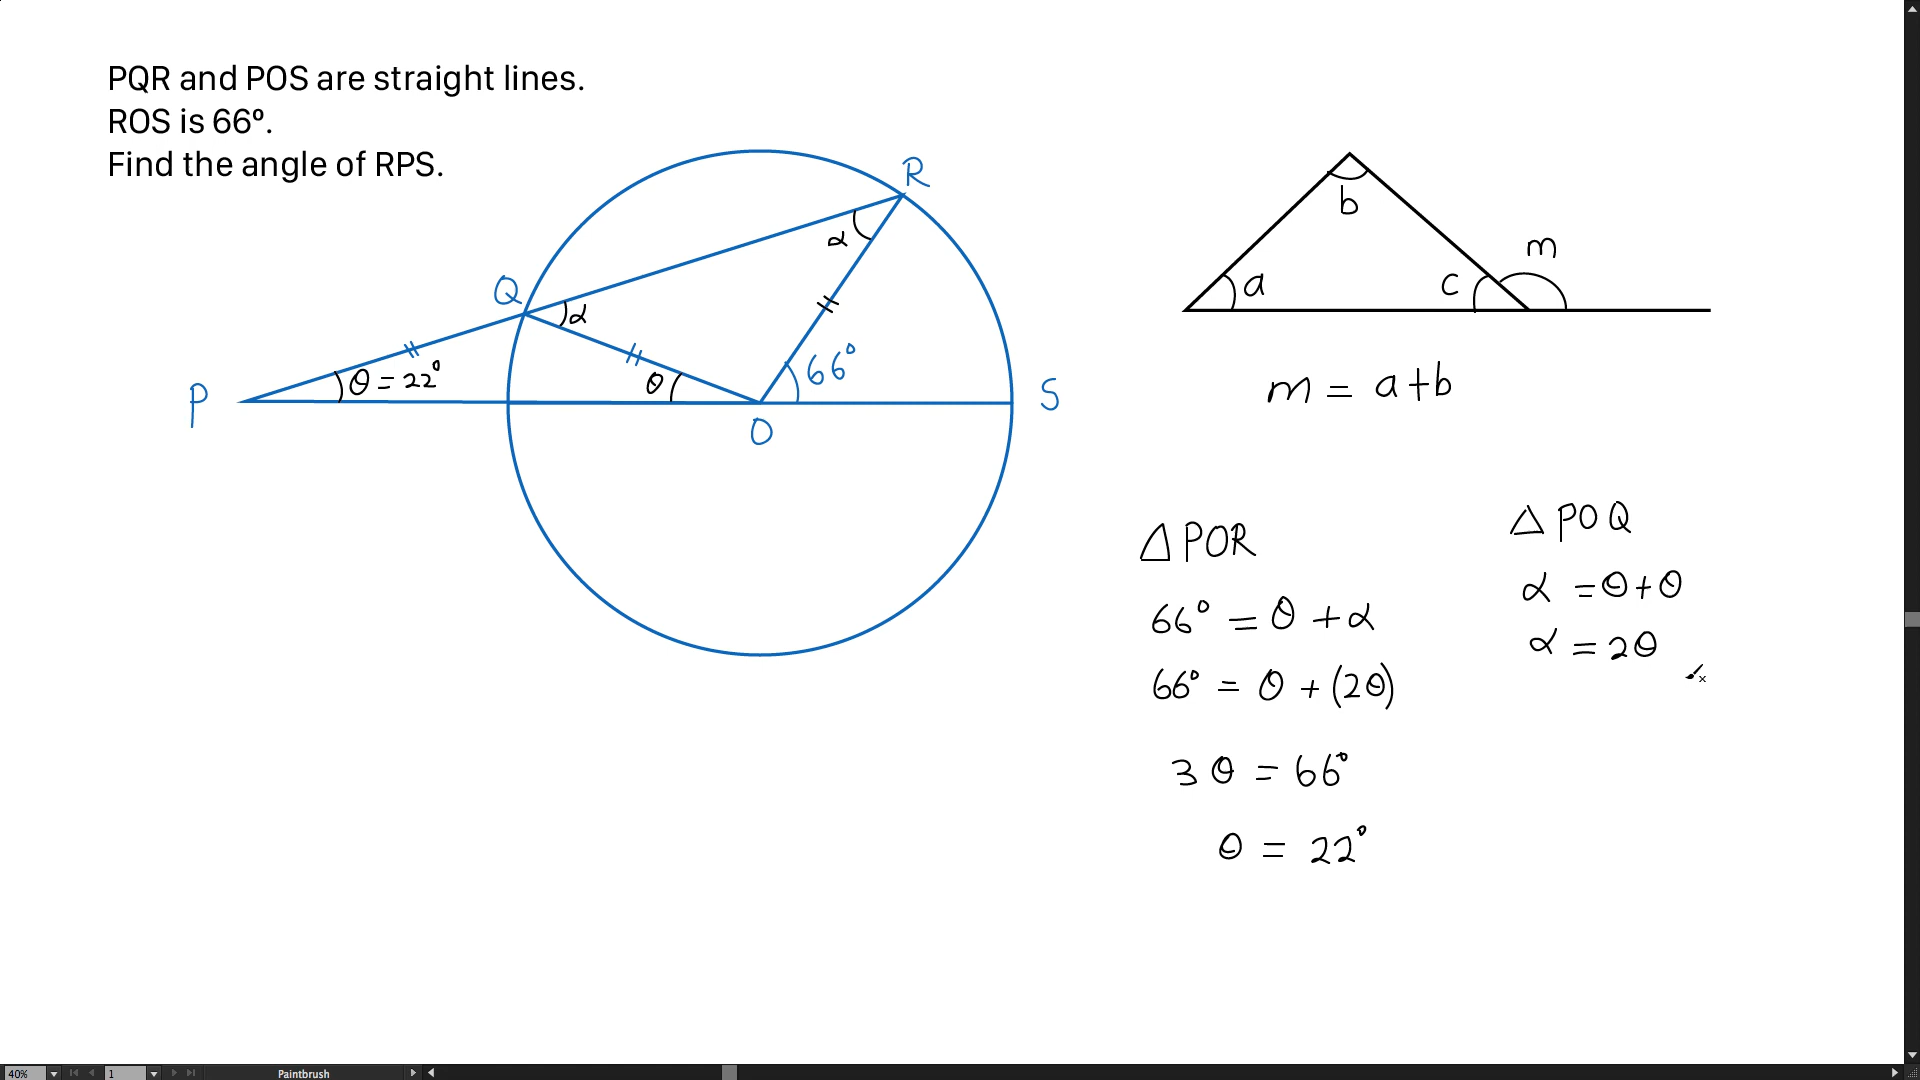 PQR and POS are straight lines.
ROS is 66º.
Find the angle of RPS.
R
α
Q
α
66°
θ = 22°
θ
P
S
O
b
m
a
c
m = a+b
△POR
66° = θ + α
66° = θ + (2θ)
3θ = 66°
θ = 22°
△POQ
α = θ + θ
α = 2θ
40%
1
Paintbrush